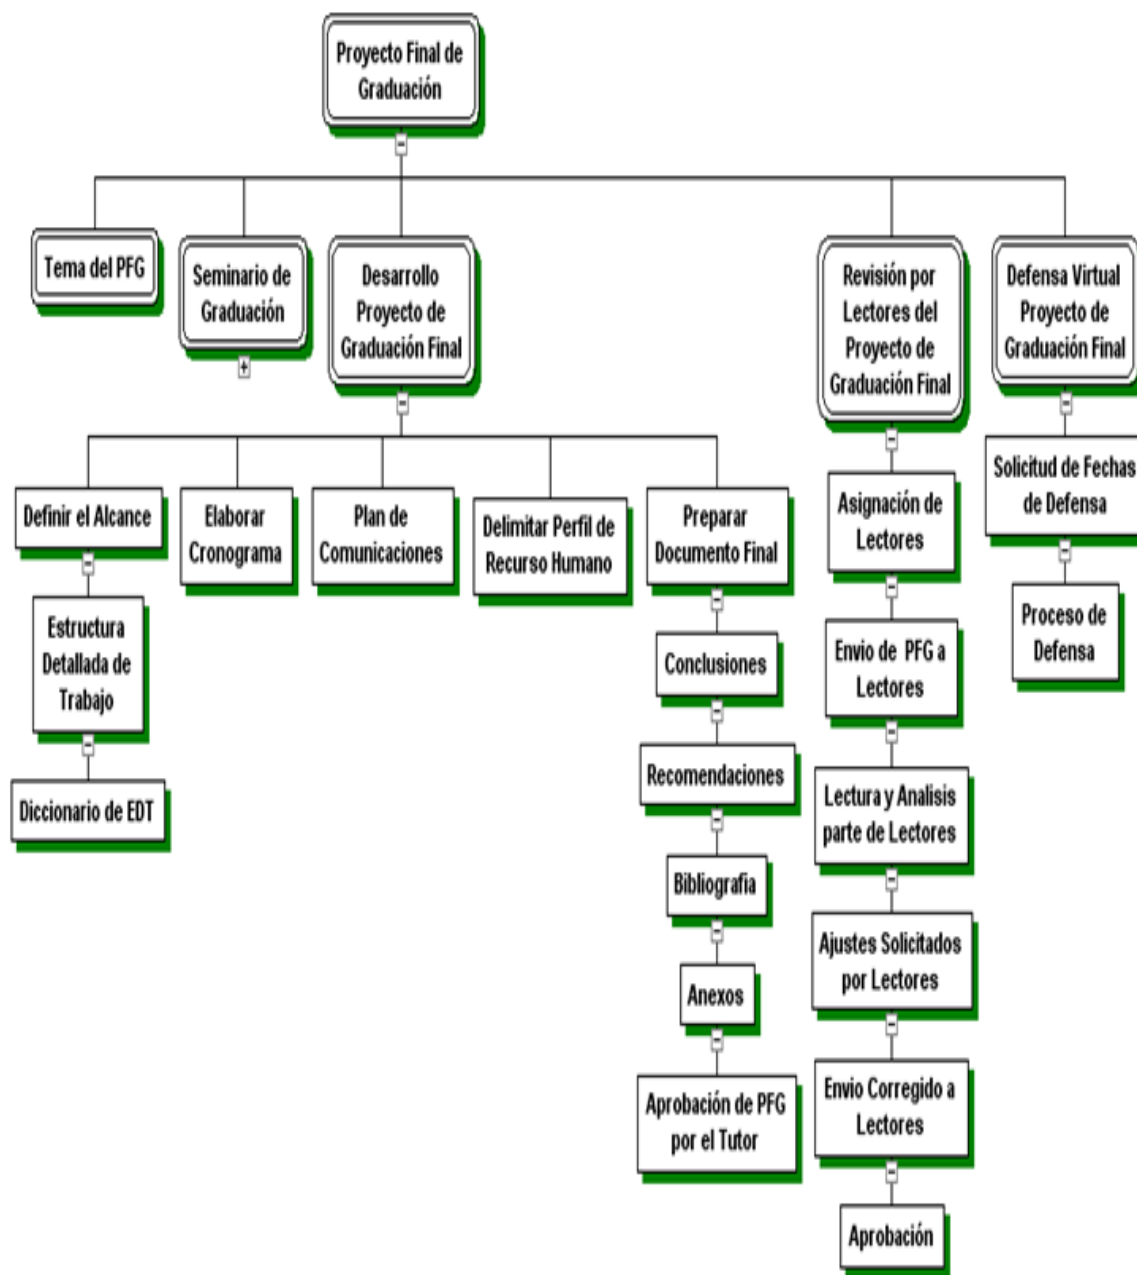 Proyecto Final de
Graduación
Tema del PFG
Seminario de
Graduación
Desarrollo
Proyecto de
Graduación Final
Revisión por
Lectores del
Proyecto de
Graduación Final
Defensa Virtual
Proyecto de
Graduación Final
Definir el Alcance
Estructura
Detallada de
Trabajo
Diccionario de EDT
Elaborar
Cronograma
Plan de
Comunicaciones
Delimitar Perfil de
Recurso Humano
Preparar
Documento Final
Conclusiones
Recomendaciones
Bibliografia
Anexos
Aprobación de PFG
por el Tutor
Asignación de
Lectores
Envio de PFG a
Lectores
Lectura y Analisis
parte de Lectores
Ajustes Solicitados
por Lectores
Envio Corregido a
Lectores
Aprobación
Solicitud de Fechas
de Defensa
Proceso de
Defensa